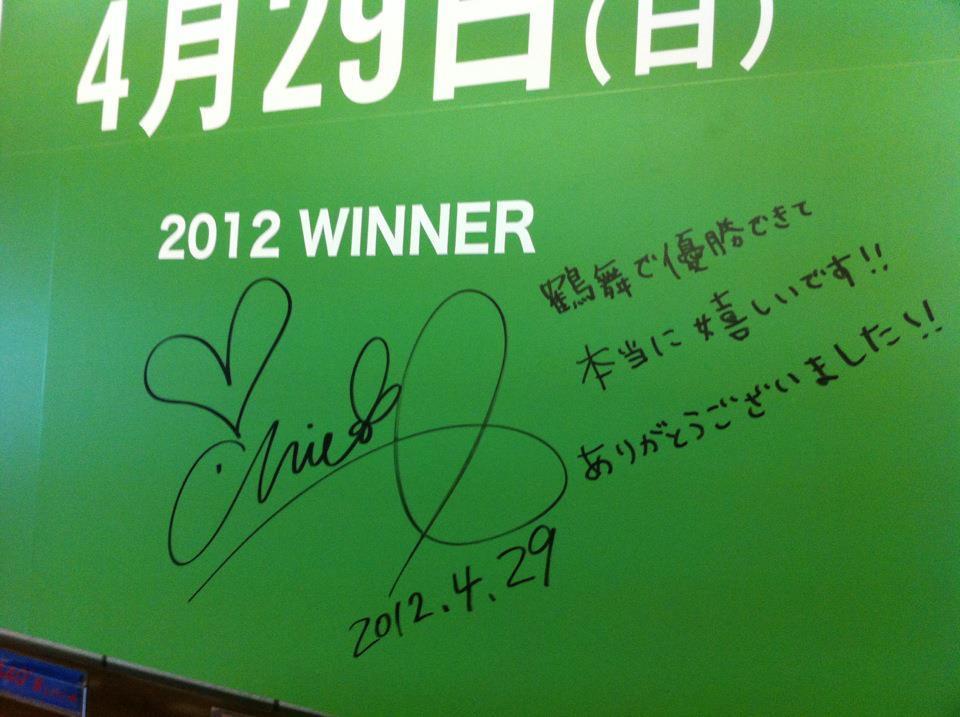 4月29日(日)
2012 WINNER
鶴舞で優勝できて
本当に嬉しいです!!
ありがとうございました!!
2012.4.29